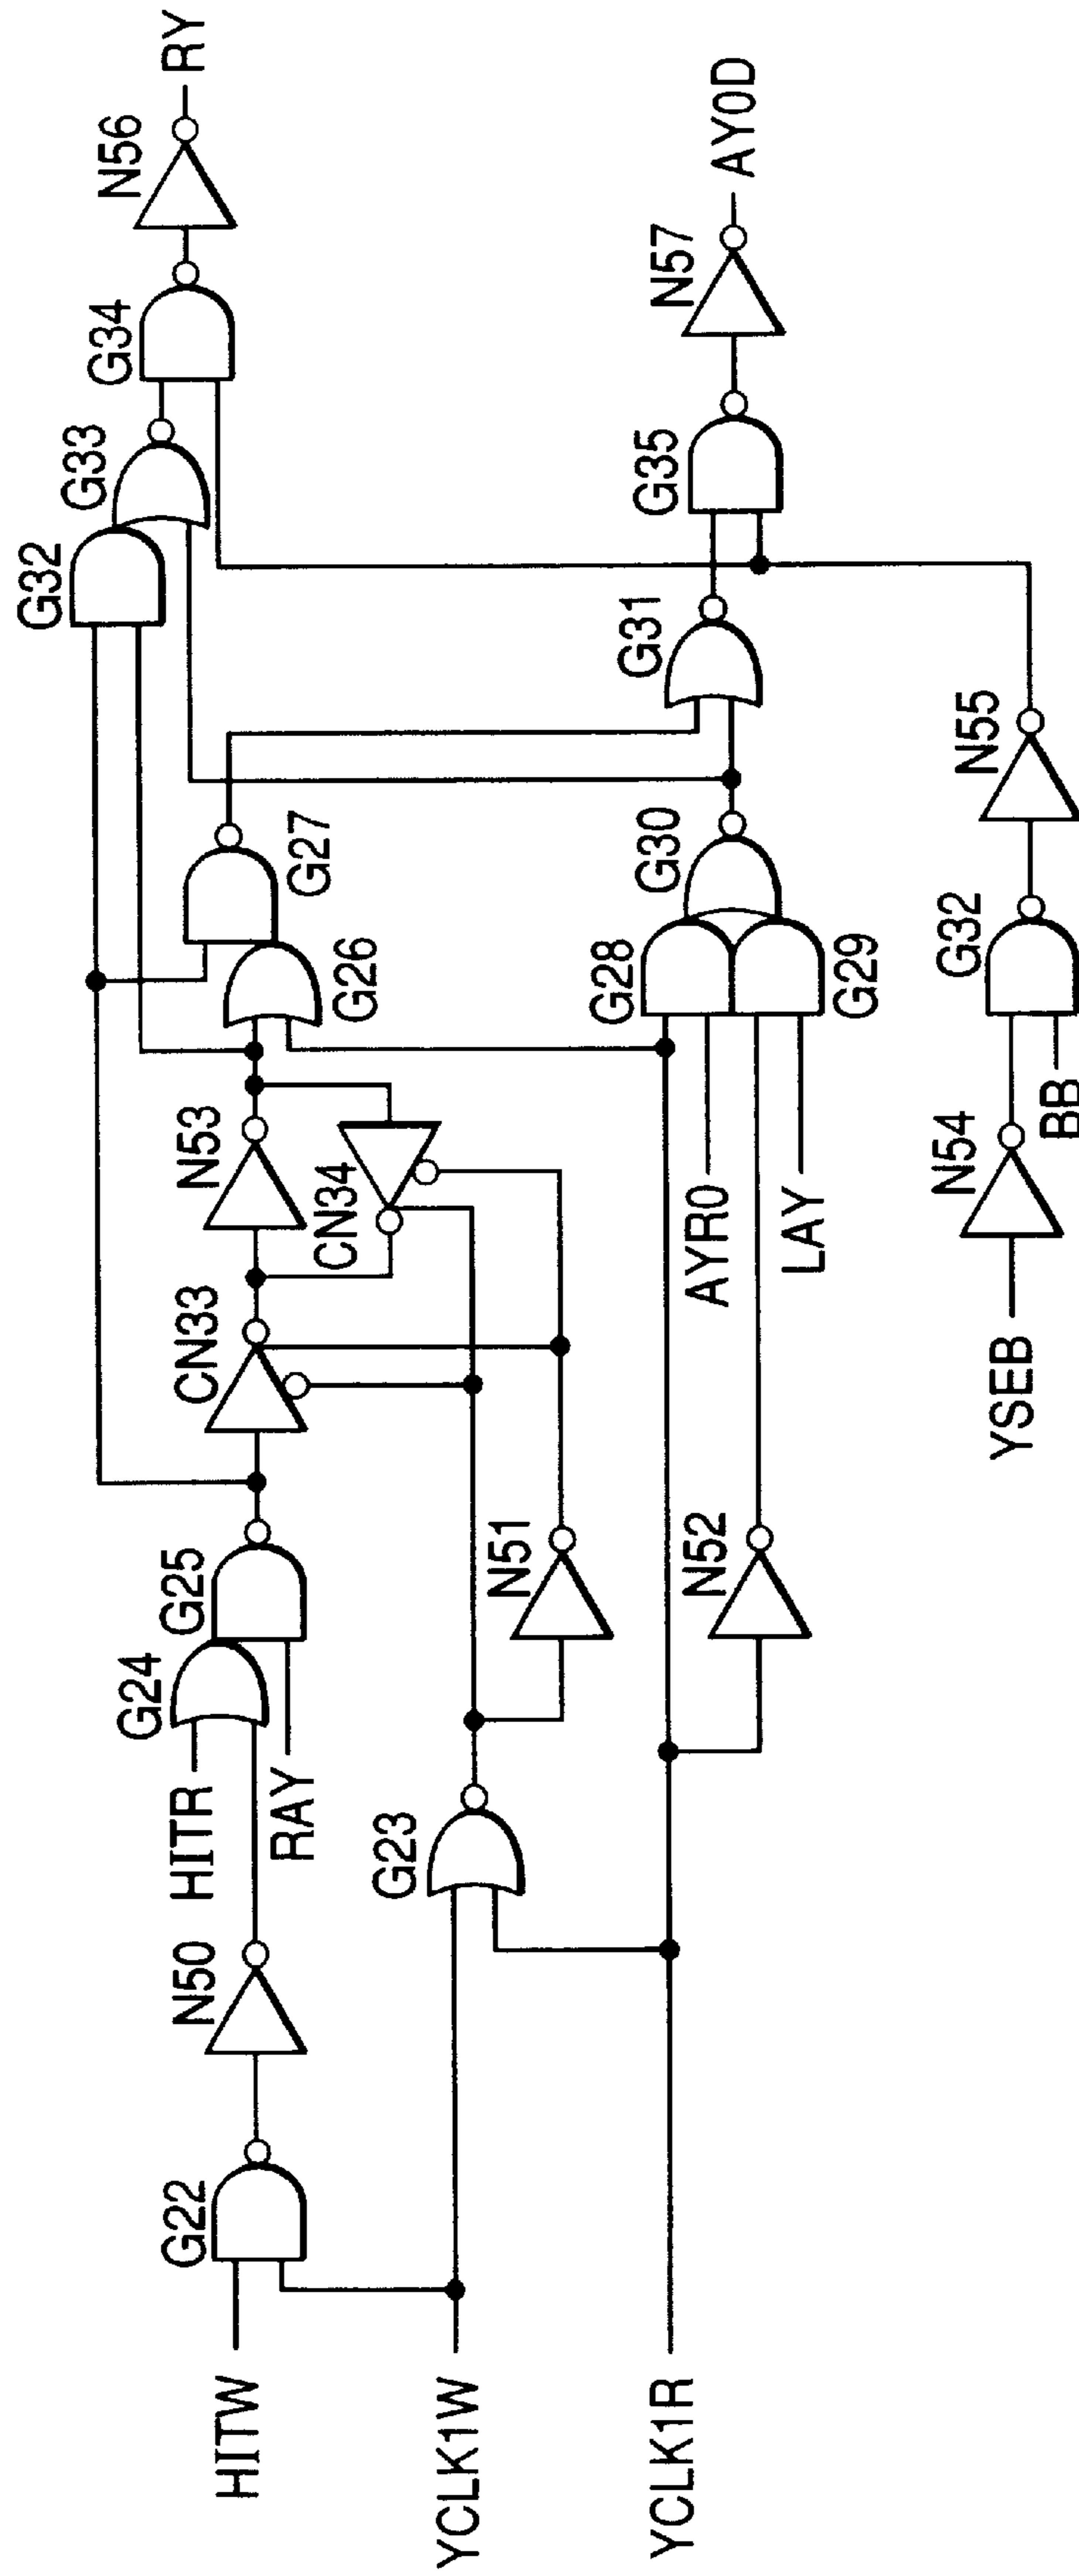 HITW
YCLK1W
YCLK1R
G22
N50
HITR
RAY
G23
G24
G25
N51
N52
CN33
CN34
N53
AYR0
LAY
YSEB
N54
BB
G26
G27
G28
G29
G30
G32
N55
G31
G32
G33
G34
G35
N56
N57
RY
AY0D